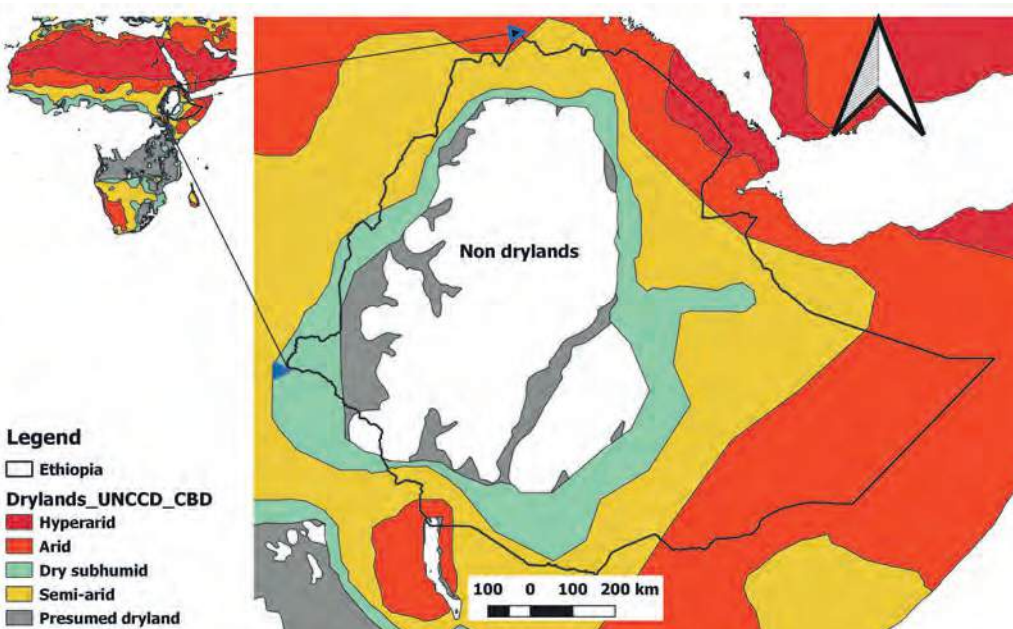 Non drylands
Legend
Ethiopia
Drylands_UNCCD_CBD
Hyperarid
Arid
Dry subhumid
Semi-arid
Presumed dryland
100 0 100 200 km